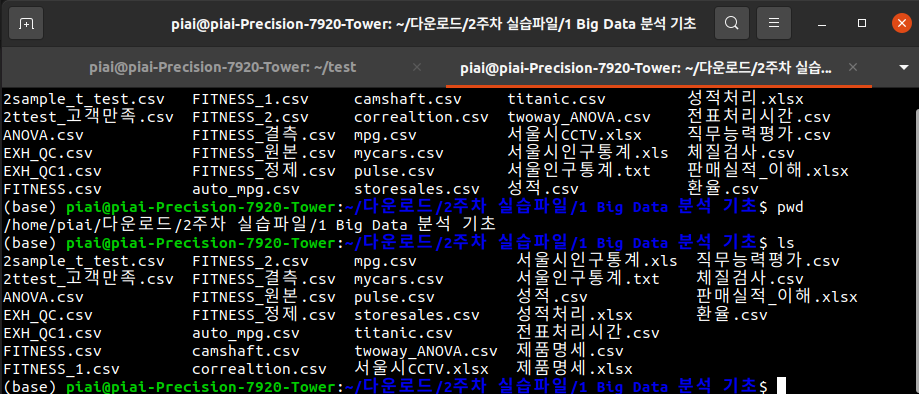 piai@piai-Precision-7920-Tower: ~/다운로드/2주차 실습파일/1 Big Data 분석 기초
piai@piai-Precision-7920-Tower: ~/test
piai@piai-Precision-7920-Tower: ~/다운로드/2주차 실습...
2sample_t_test.csv FITNESS_1.csv camshaft.csv titanic.csv 성적처리.xlsx
2ttest_고객만족.csv FITNESS_2.csv correaltion.csv twoway_ANOVA.csv 전표처리시간.csv
ANOVA.csv FITNESS_결측.csv mpg.csv 서울시CCTV.xlsx 직무능력평가.csv
EXH_QC.csv FITNESS_원본.csv mycars.csv 서울시인구통계.xls 체질검사.csv
EXH_QC1.csv FITNESS_정제.csv pulse.csv 서울시인구통계.txt 판매실적_이해.xlsx
FITNESS.csv auto_mpg.csv storesales.csv 성적.csv 환율.csv
(base) piai@piai-Precision-7920-Tower:~/다운로드/2주차 실습파일/1 Big Data 분석 기초$ pwd
/home/piai/다운로드/2주차 실습파일/1 Big Data 분석 기초
(base) piai@piai-Precision-7920-Tower:~/다운로드/2주차 실습파일/1 Big Data 분석 기초$ ls
2sample_t_test.csv FITNESS_2.csv mpg.csv 서울시인구통계.xls 직무능력평가.csv
2ttest_고객만족.csv FITNESS_결측.csv mycars.csv 서울시인구통계.txt 체질검사.csv
ANOVA.csv FITNESS_원본.csv pulse.csv 성적.csv 판매실적_이해.xlsx
EXH_QC.csv FITNESS_정제.csv storesales.csv 성적처리.xlsx 환율.csv
EXH_QC1.csv auto_mpg.csv titanic.csv 전표처리시간.csv
FITNESS.csv camshaft.csv twoway_ANOVA.csv 제품명세.csv
FITNESS_1.csv correaltion.csv 서울시CCTV.xlsx 제품명세.xlsx
(base) piai@piai-Precision-7920-Tower:~/다운로드/2주차 실습파일/1 Big Data 분석 기초$